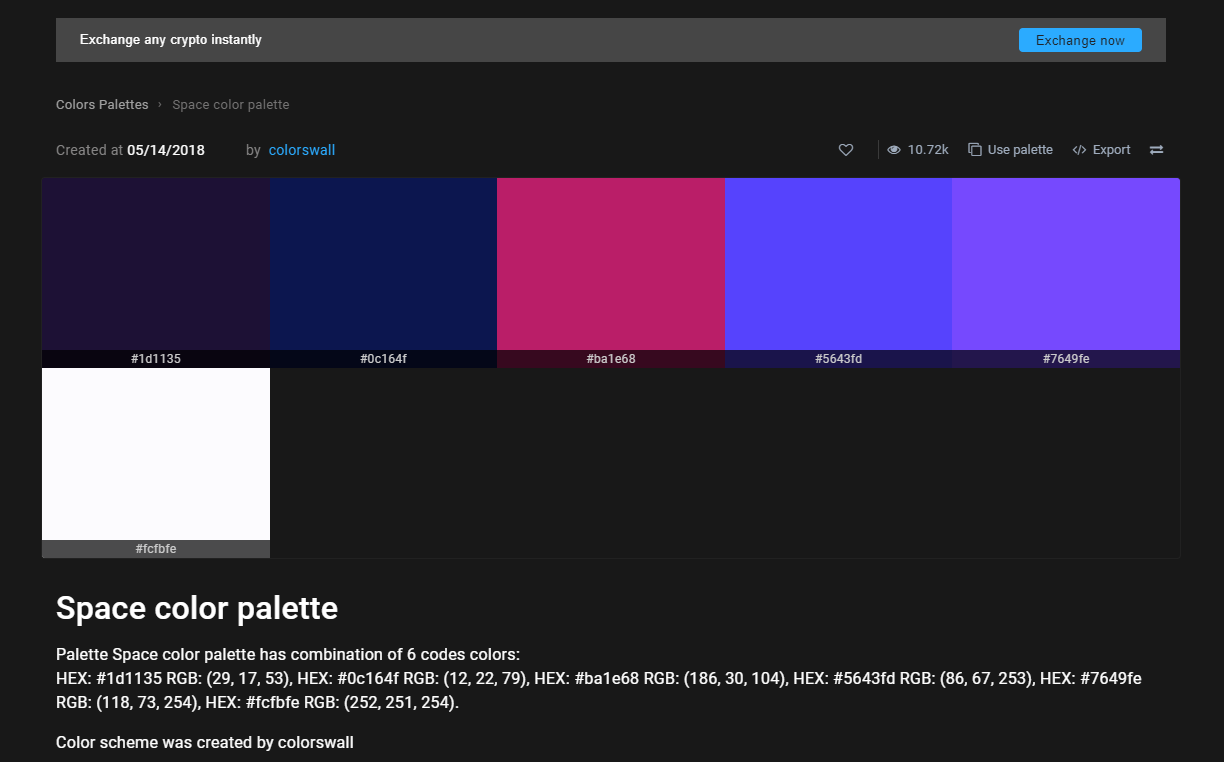 Exchange any crypto instantly
Exchange now
Colors Palettes › Space color palette
Created at 05/14/2018 by colorswall
10.72k Use palette Export
#1d1135 #0c164f #ba1e68 #5643fd #7649fe
#fcfbfe
Space color palette
Palette Space color palette has combination of 6 codes colors:
HEX: #1d1135 RGB: (29, 17, 53), HEX: #0c164f RGB: (12, 22, 79), HEX: #ba1e68 RGB: (186, 30, 104), HEX: #5643fd RGB: (86, 67, 253), HEX: #7649fe
RGB: (118, 73, 254), HEX: #fcfbfe RGB: (252, 251, 254).
Color scheme was created by colorswall